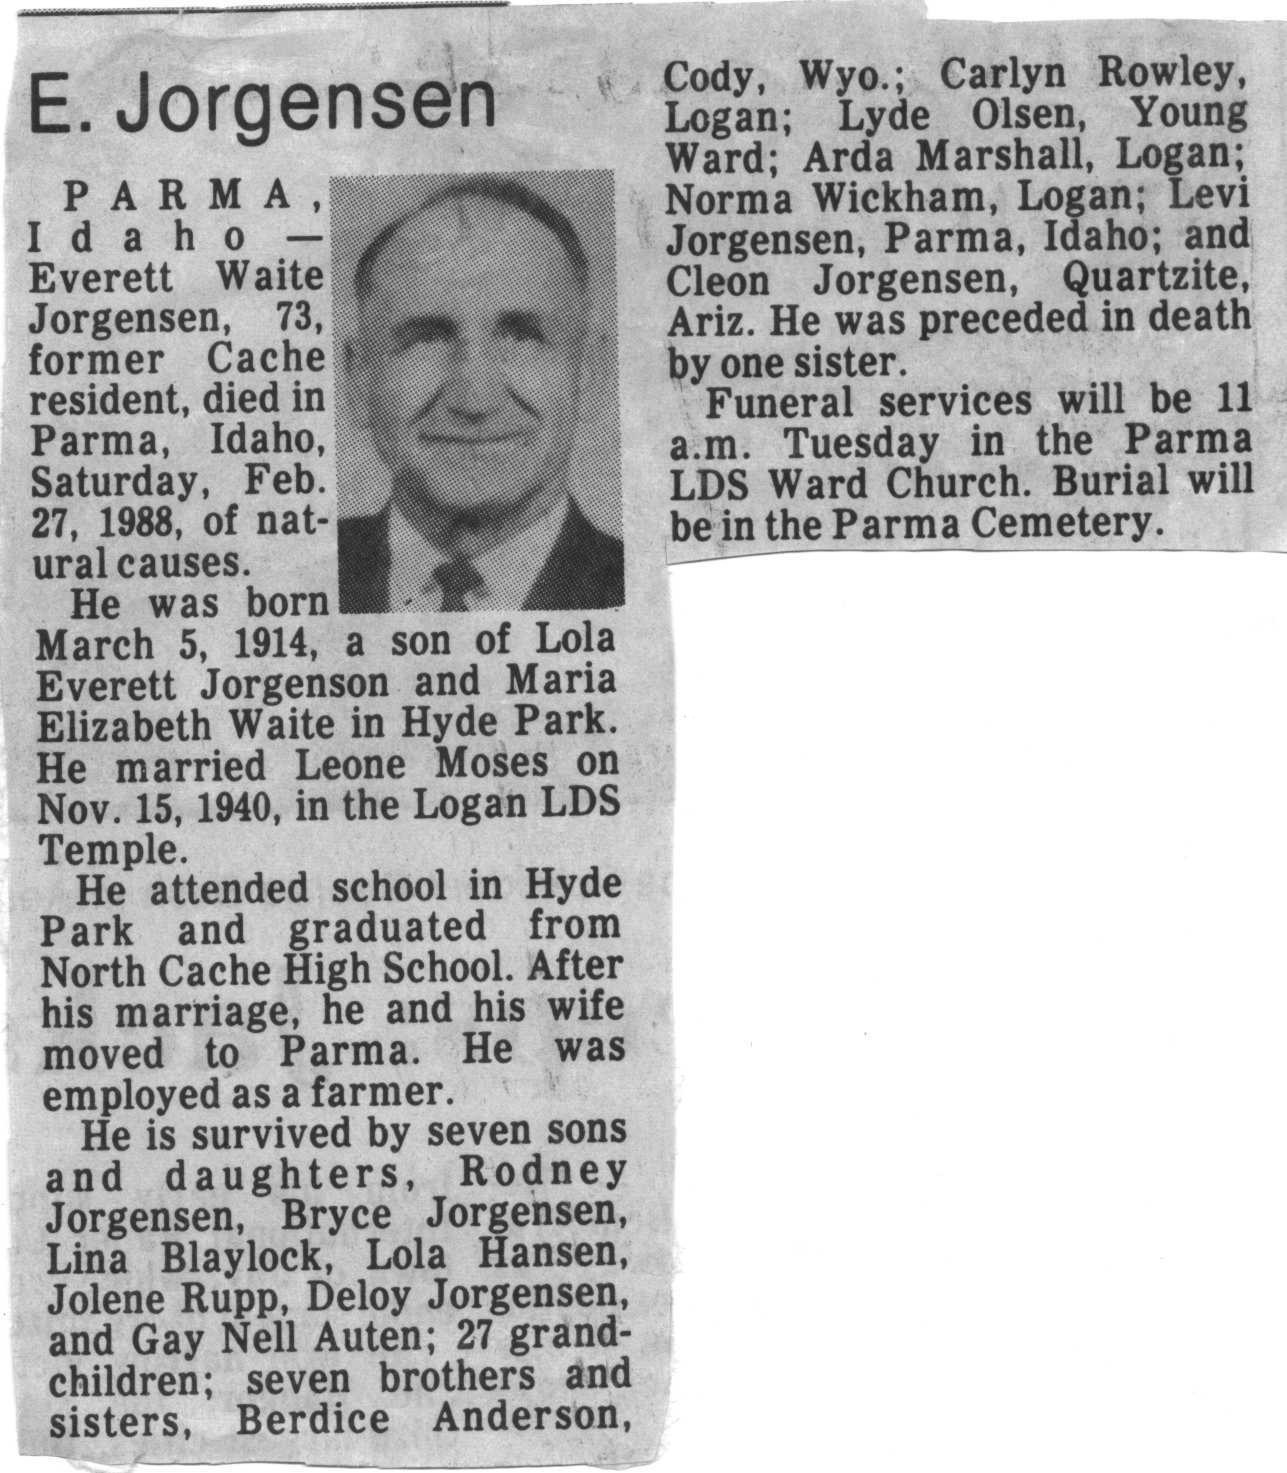 E. Jorgensen
PARMA,
Idaho —
Everett Waite
Jorgensen, 73,
former Cache
resident, died in
Parma, Idaho,
Saturday, Feb.
27, 1988, of nat-
ural causes.
He was born
March 5, 1914, a son of Lola
Everett Jorgenson and Maria
Elizabeth Waite in Hyde Park.
He married Leone Moses on
Nov. 15, 1940, in the Logan LDS
Temple.
He attended school in Hyde
Park and graduated from
North Cache High School. After
his marriage, he and his wife
moved to Parma. He was
employed as a farmer.
He is survived by seven sons
and daughters, Rodney
Jorgensen, Bryce Jorgensen,
Lina Blaylock, Lola Hansen,
Jolene Rupp, Deloy Jorgensen,
and Gay Nell Auten; 27 grand-
children; seven brothers and
sisters, Berdice Anderson,
Cody, Wyo.; Carlyn Rowley,
Logan; Lyde Olsen, Young
Ward; Arda Marshall, Logan;
Norma Wickham, Logan; Levi
Jorgensen, Parma, Idaho; and
Cleon Jorgensen, Quartzite,
Ariz. He was preceded in death
by one sister.
Funeral services will be 11
a.m. Tuesday in the Parma
LDS Ward Church. Burial will
be in the Parma Cemetery.